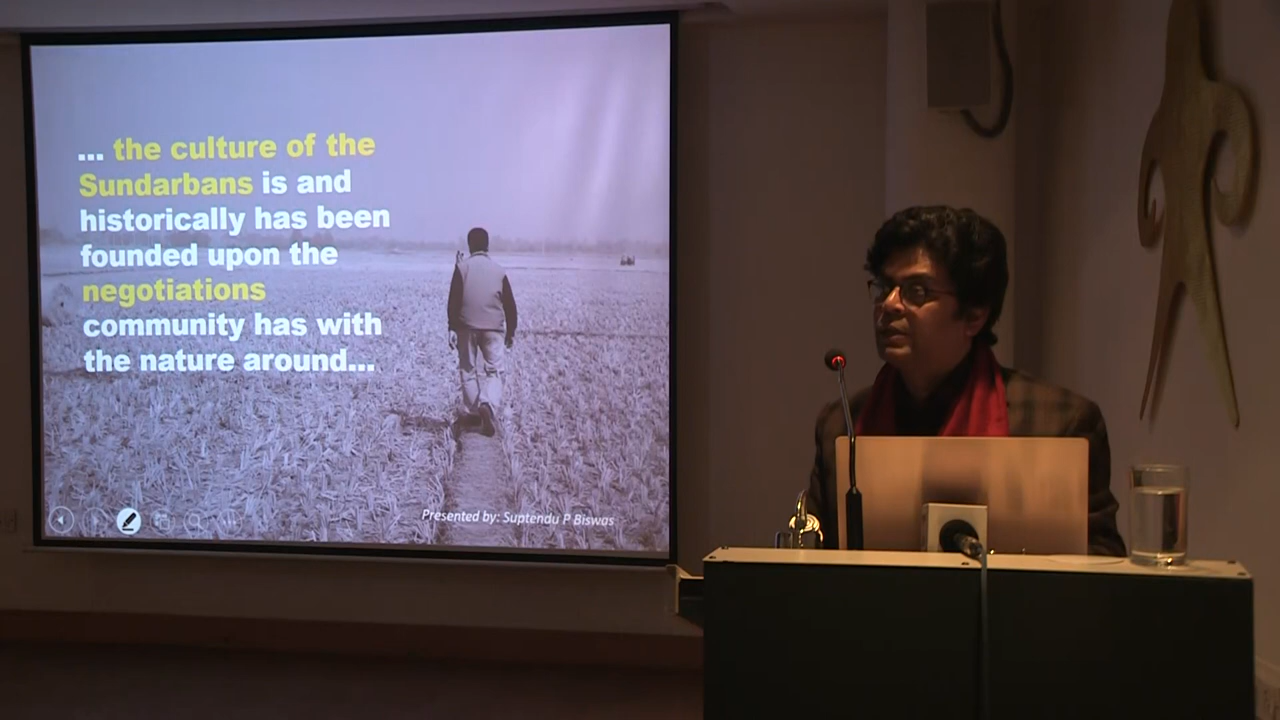 ... the culture of the
Sundarbans is and
historically has been
founded upon the
negotiations
community has with
the nature around...
Presented by: Suptendu P Biswas